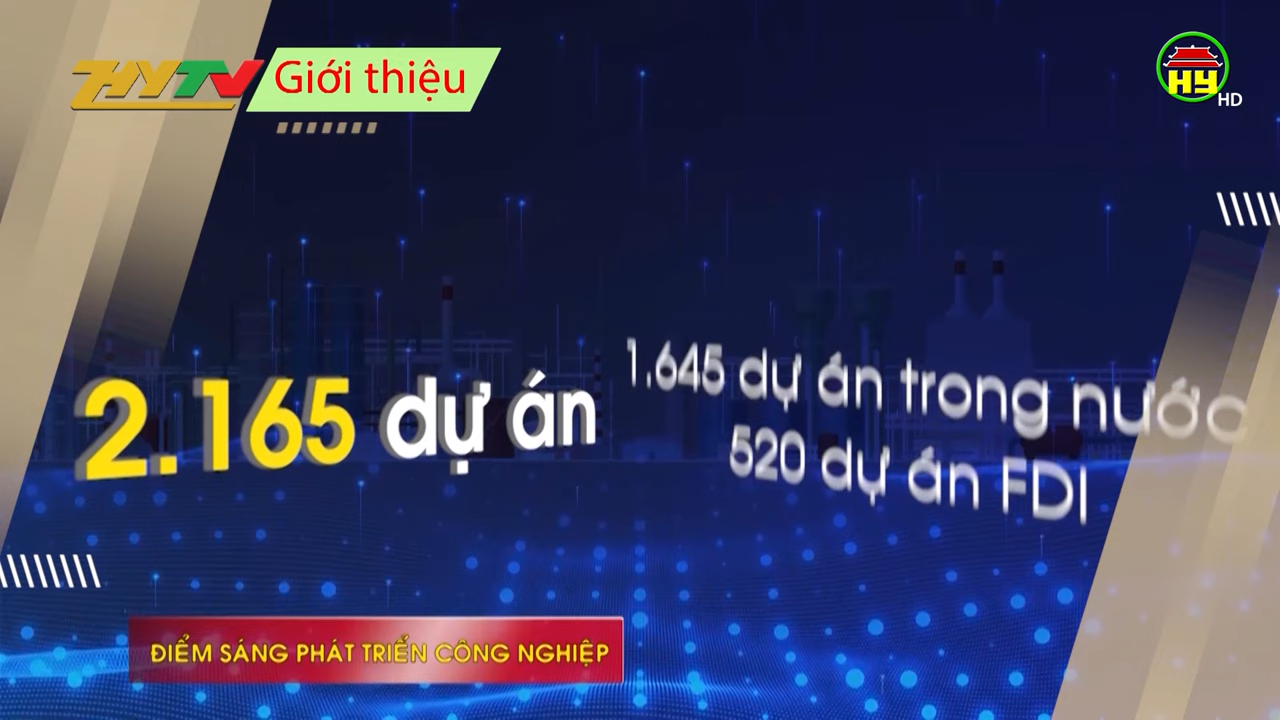 HYTV
Giới thiệu
HY
HD
2.165 dự án
1.645 dự án trong nước
520 dự án FDI
ĐIỂM SÁNG PHÁT TRIỂN CÔNG NGHIỆP